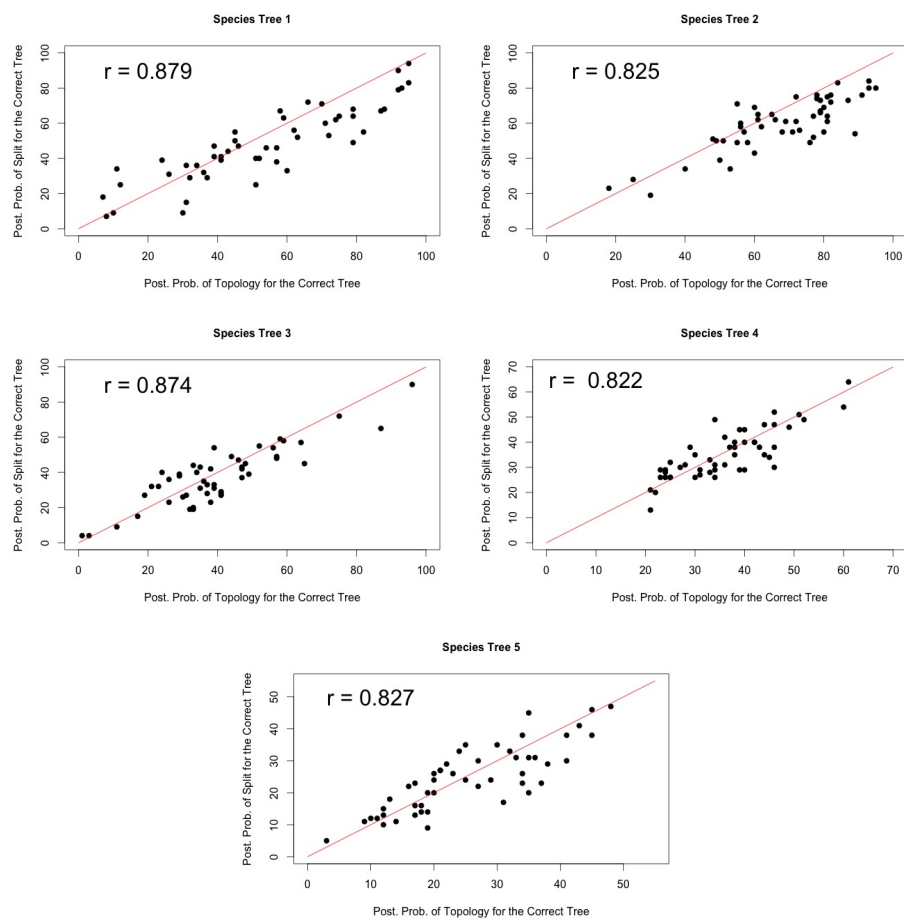 Species Tree 1
r = 0.879
Post. Prob. of Split for the Correct Tree
0 20 40 60 80 100
0 20 40 60 80 100
Post. Prob. of Topology for the Correct Tree
Species Tree 2
r = 0.825
Post. Prob. of Split for the Correct Tree
0 20 40 60 80 100
0 20 40 60 80 100
Post. Prob. of Topology for the Correct Tree
Species Tree 3
r = 0.874
Post. Prob. of Split for the Correct Tree
0 20 40 60 80 100
0 20 40 60 80 100
Post. Prob. of Topology for the Correct Tree
Species Tree 4
r = 0.822
Post. Prob. of Split for the Correct Tree
0 10 20 30 40 50 60 70
0 10 20 30 40 50 60 70
Post. Prob. of Topology for the Correct Tree
Species Tree 5
r = 0.827
Post. Prob. of Split for the Correct Tree
0 10 20 30 40 50
0 10 20 30 40 50
Post. Prob. of Topology for the Correct Tree